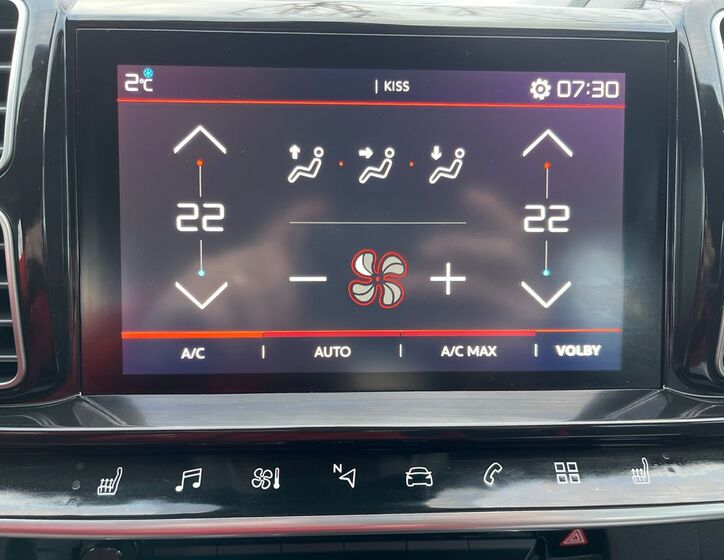 2°C | KISS 07:30
22 22
A/C | AUTO | A/C MAX | VOLBY
N